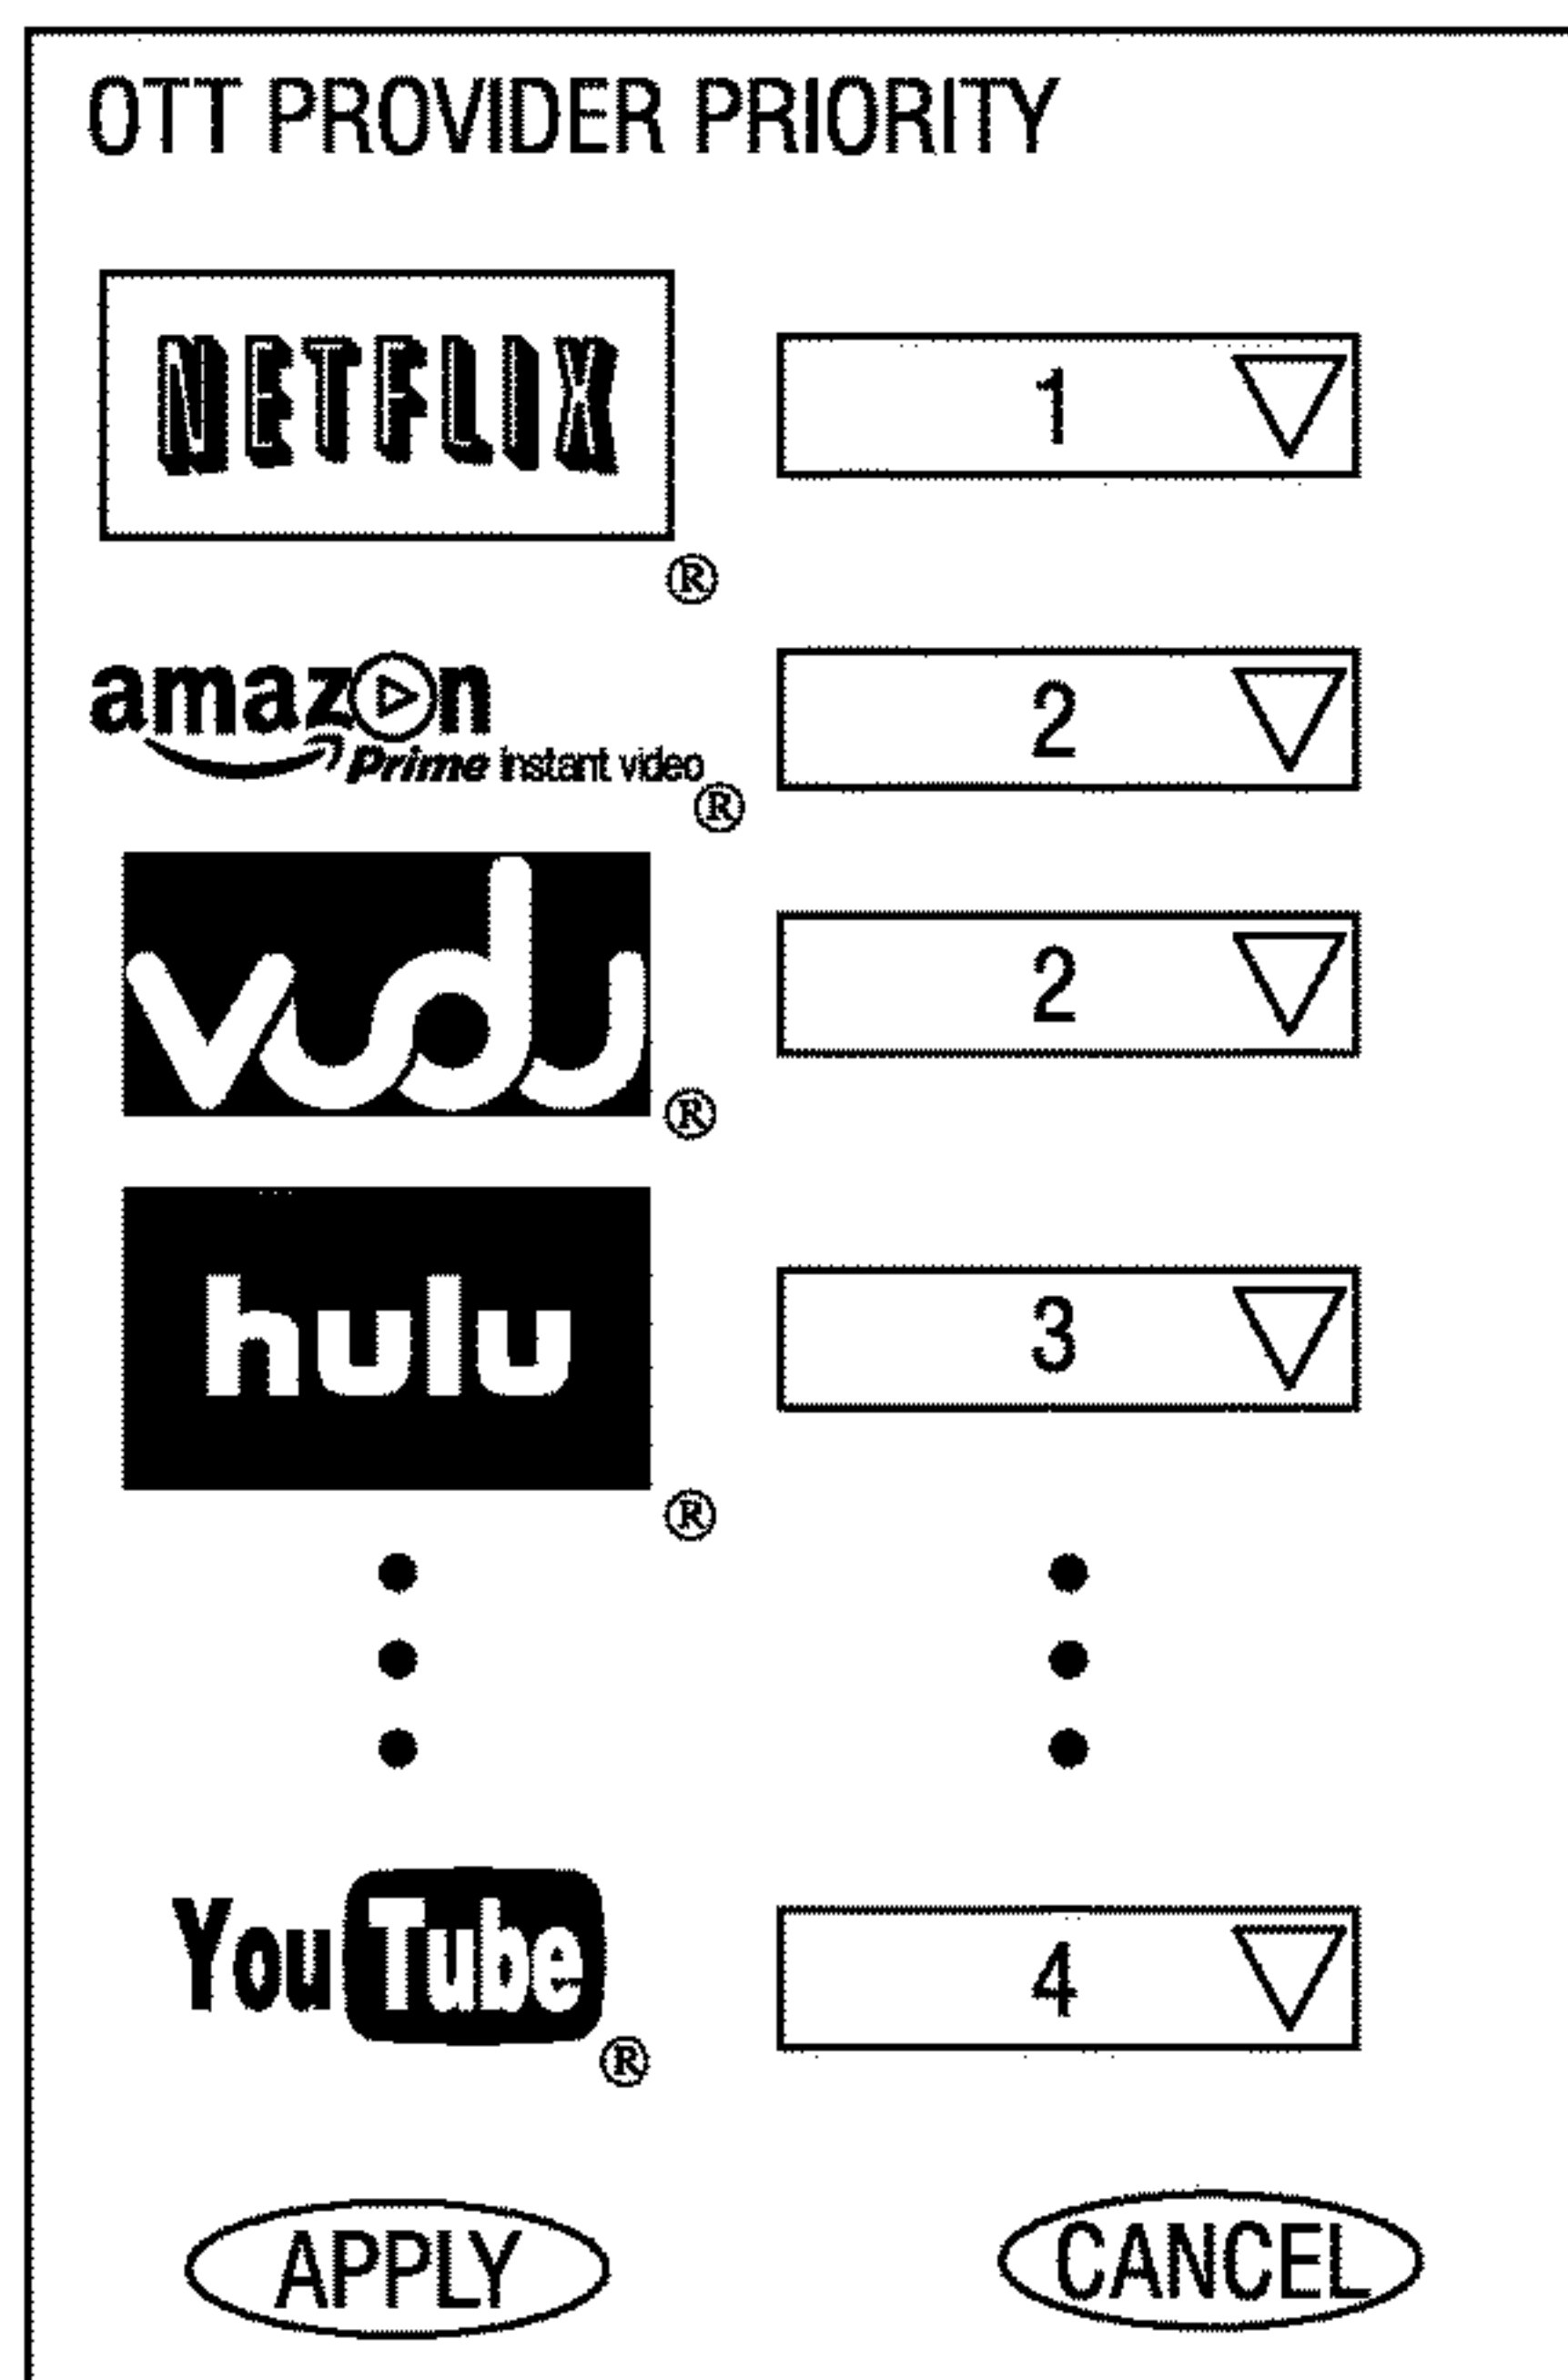 OTT PROVIDER PRIORITY
NETFLIX ® 1
amazon
Prime instant video ® 2
vudu ® 2
hulu ® 3
YouTube ® 4
APPLY CANCEL